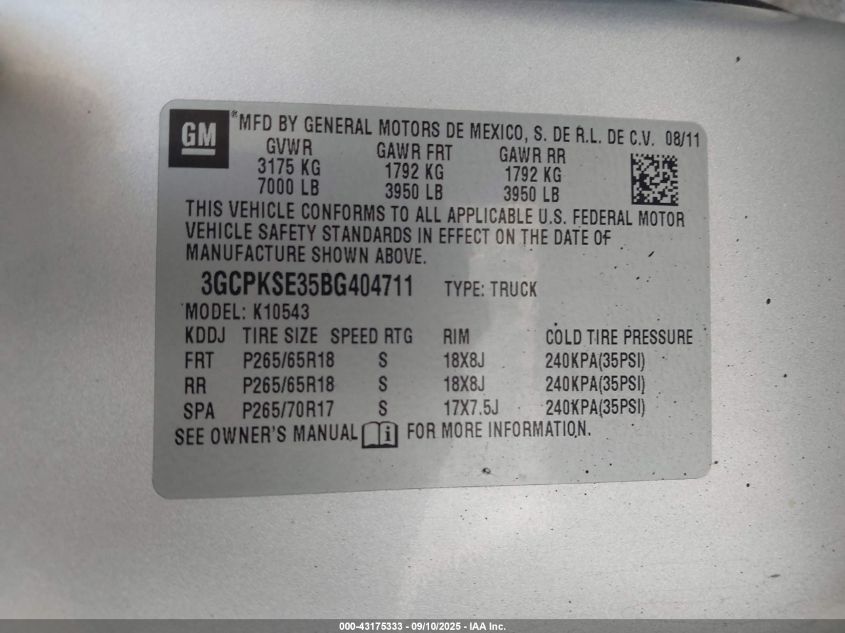 GM
*MFD BY GENERAL MOTORS DE MEXICO, S. DE R.L. DE C.V. 08/11
GVWR GAWR FRT GAWR RR
3175 KG 1792 KG 1792 KG
7000 LB 3950 LB 3950 LB
THIS VEHICLE CONFORMS TO ALL APPLICABLE U.S. FEDERAL MOTOR
VEHICLE SAFETY STANDARDS IN EFFECT ON THE DATE OF
MANUFACTURE SHOWN ABOVE.
3GCPKSE35BG404711 TYPE: TRUCK
MODEL: K10543
KDDJ TIRE SIZE SPEED RTG RIM COLD TIRE PRESSURE
FRT P265/65R18 S 18X8J 240KPA(35PSI)
RR P265/65R18 S 18X8J 240KPA(35PSI)
SPA P265/70R17 S 17X7.5J 240KPA(35PSI)
SEE OWNER'S MANUAL i FOR MORE INFORMATION.
000-43175333 - 09/10/2025 - IAA Inc.